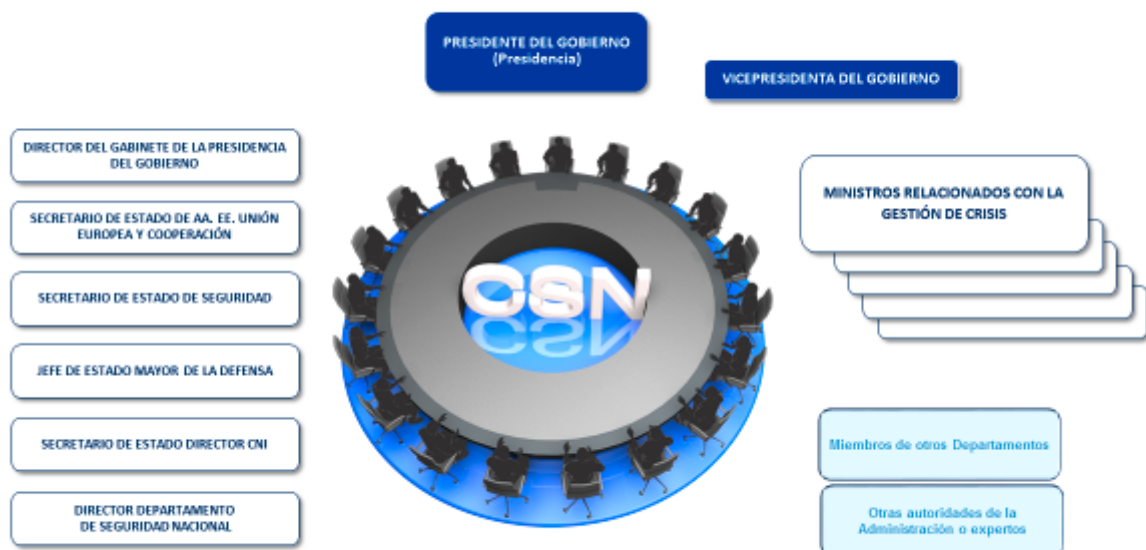 PRESIDENTE DEL GOBIERNO
(Presidencia)
VICEPRESIDENTA DEL GOBIERNO
DIRECTOR DEL GABINETE DE LA PRESIDENCIA
DEL GOBIERNO
SECRETARIO DE ESTADO DE AA. EE. UNIÓN
EUROPEA Y COOPERACIÓN
SECRETARIO DE ESTADO DE SEGURIDAD
JEFE DE ESTADO MAYOR DE LA DEFENSA
SECRETARIO DE ESTADO DIRECTOR CNI
DIRECTOR DEPARTAMENTO
DE SEGURIDAD NACIONAL
CSN
MINISTROS RELACIONADOS CON LA
GESTIÓN DE CRISIS
Miembros de otros Departamentos
Otras autoridades de la
Administración o expertos